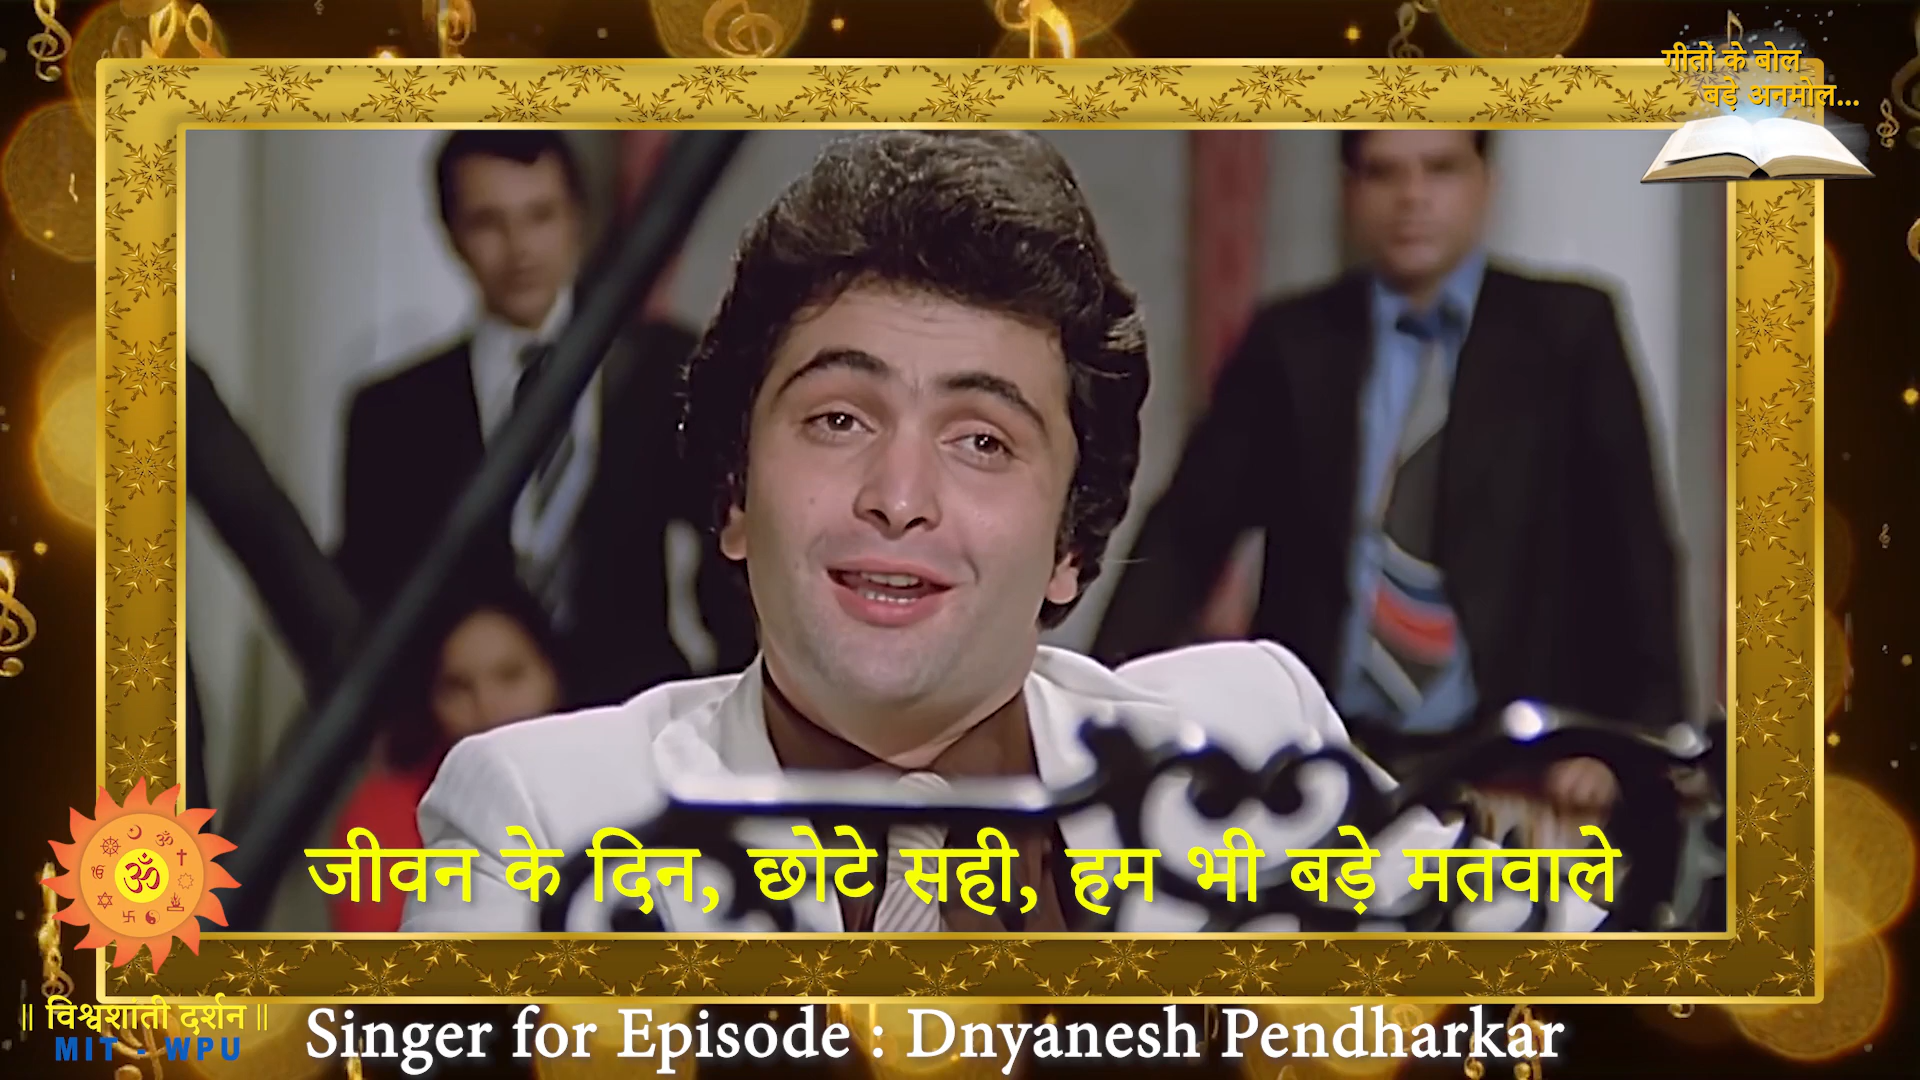 गीतों के बोल
बड़े अनमोल...
जीवन के दिन, छोटे सही, हम भी बड़े मतवाले
|| विश्वशांती दर्शन ||
MIT - WPU
Singer for Episode : Dnyanesh Pendharkar